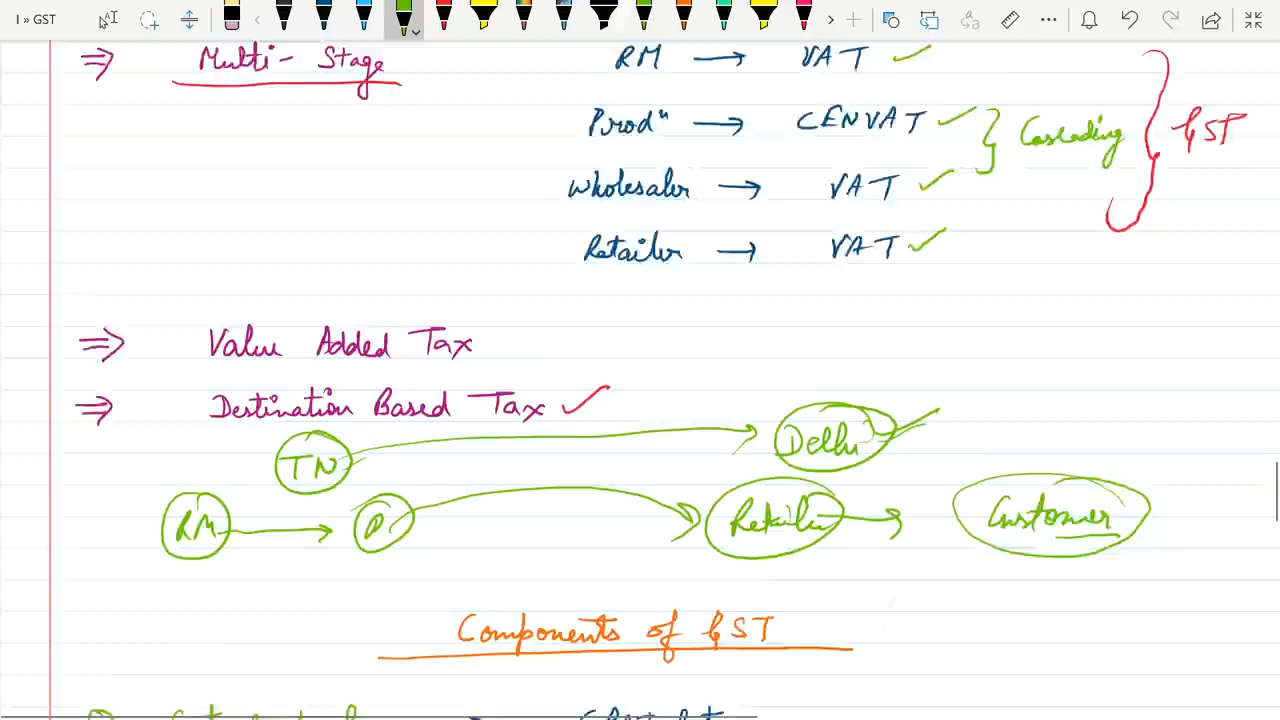 I » GST
⇒ Multi - Stage
RM → VAT ✓
Prodⁿ → CENVAT ✓
Cascading
GST
Wholesaler → VAT ✓
Retailer → VAT ✓
⇒ Value Added Tax
⇒ Destination Based Tax ✓
TN → Delhi
RM → P → Retailer → Customer
Components of GST